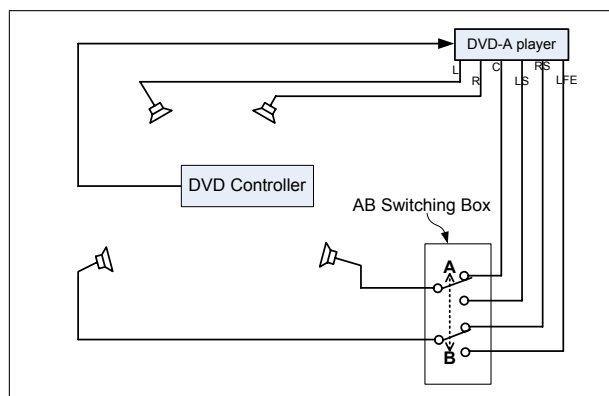 DVD-A player
L
R
C
LS
RS
LFE
DVD Controller
AB Switching Box
A
B